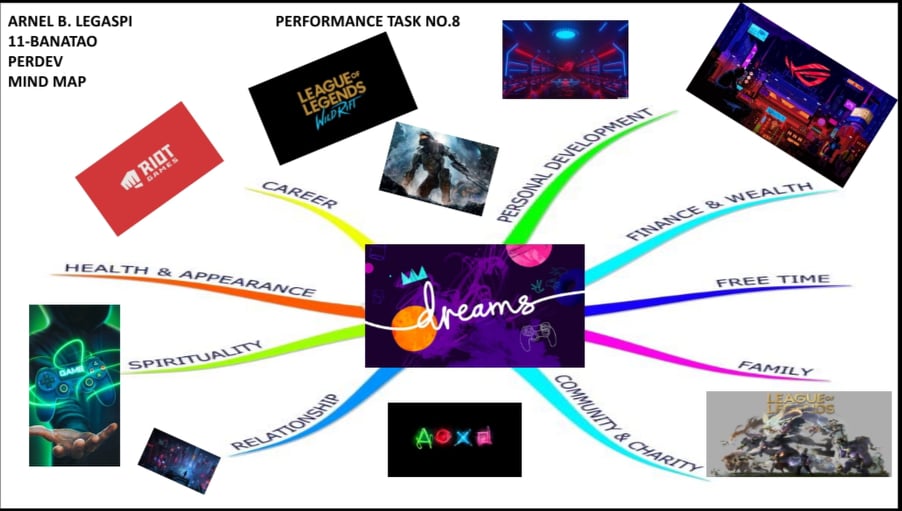 ARNEL B. LEGASPI
11-BANATAO
PERDEV
MIND MAP
PERFORMANCE TASK NO.8
LEAGUE OF
LEGENDS
WILD RIFT
RIOT
GAMES
CAREER
PERSONAL DEVELOPMENT
FINANCE & WEALTH
HEALTH & APPEARANCE
FREE TIME
dreams
SPIRITUALITY
FAMILY
GAME
RELATIONSHIP
COMMUNITY & CHARITY
LEAGUE OF
LEGENDS